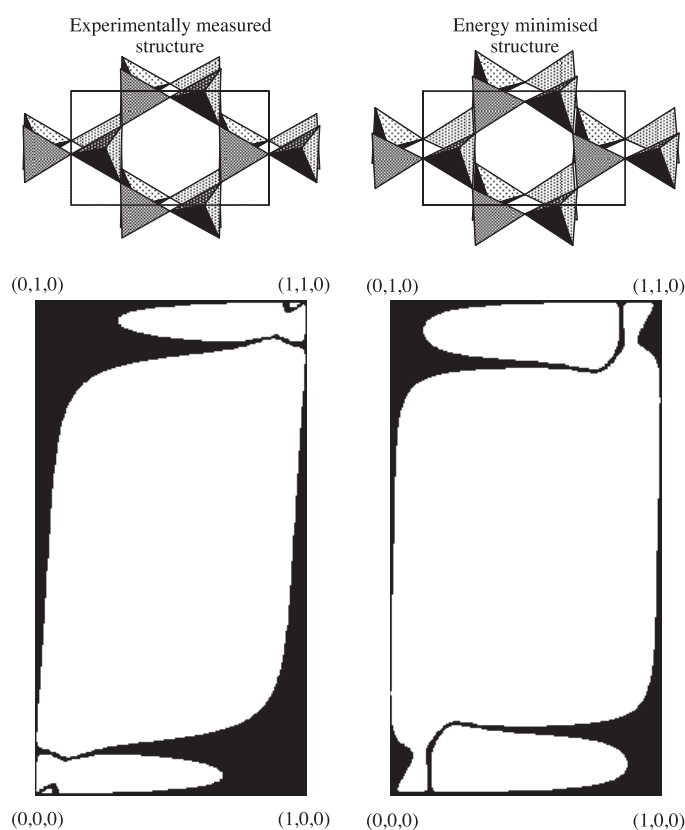 Experimentally measured
structure
Energy minimised
structure
(0,1,0)
(1,1,0)
(0,1,0)
(1,1,0)
(0,0,0)
(1,0,0)
(0,0,0)
(1,0,0)